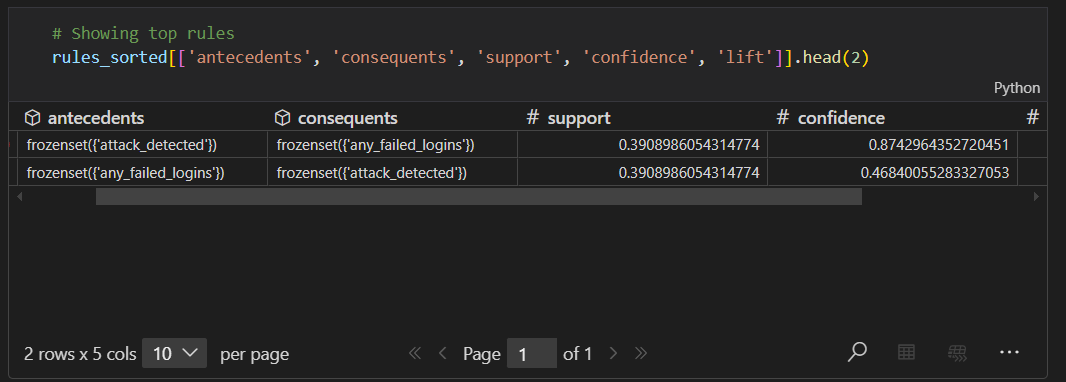 # Showing top rules
rules_sorted[['antecedents', 'consequents', 'support', 'confidence', 'lift']].head(2)
Python
antecedents consequents # support # confidence #
frozenset({'attack_detected'}) frozenset({'any_failed_logins'}) 0.3908986054314774 0.8742964352720451
frozenset({'any_failed_logins'}) frozenset({'attack_detected'}) 0.3908986054314774 0.46840055283327053
2 rows x 5 cols 10 per page « < Page 1 of 1 > » ...